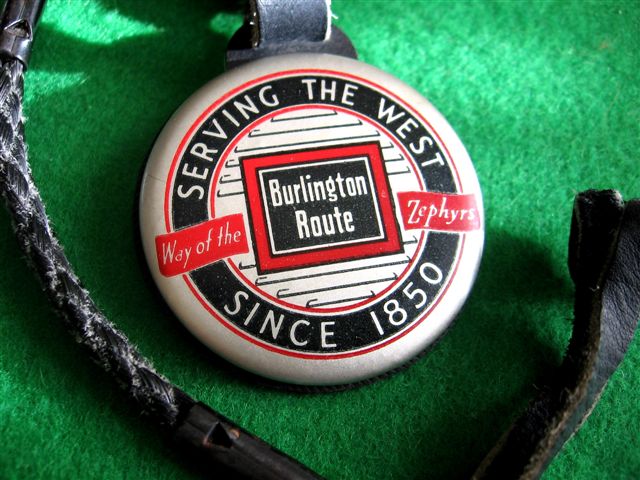 SERVING THE WEST
Burlington
Route
Way of the
Zephyrs
SINCE 1850